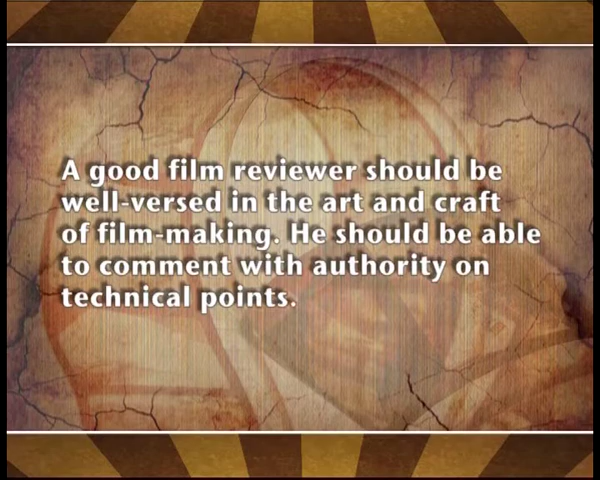 A good film reviewer should be
well-versed in the art and craft
of film-making. He should be able
to comment with authority on
technical points.